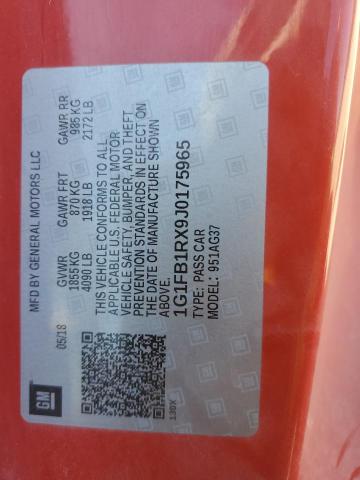 MFD BY GENERAL MOTORS LLC
GM
05/18
GVWR GAWR FRT GAWR RR
1855 KG 870 KG 985 KG
4090 LB 1918 LB 2172 LB
THIS VEHICLE CONFORMS TO ALL
APPLICABLE U.S. FEDERAL MOTOR
VEHICLE SAFETY, BUMPER, AND THEFT
PREVENTION STANDARDS IN EFFECT ON
THE DATE OF MANUFACTURE SHOWN
ABOVE.
1G1FB1RX9J0175965
TYPE: PASS CAR
MODEL: 951AG37